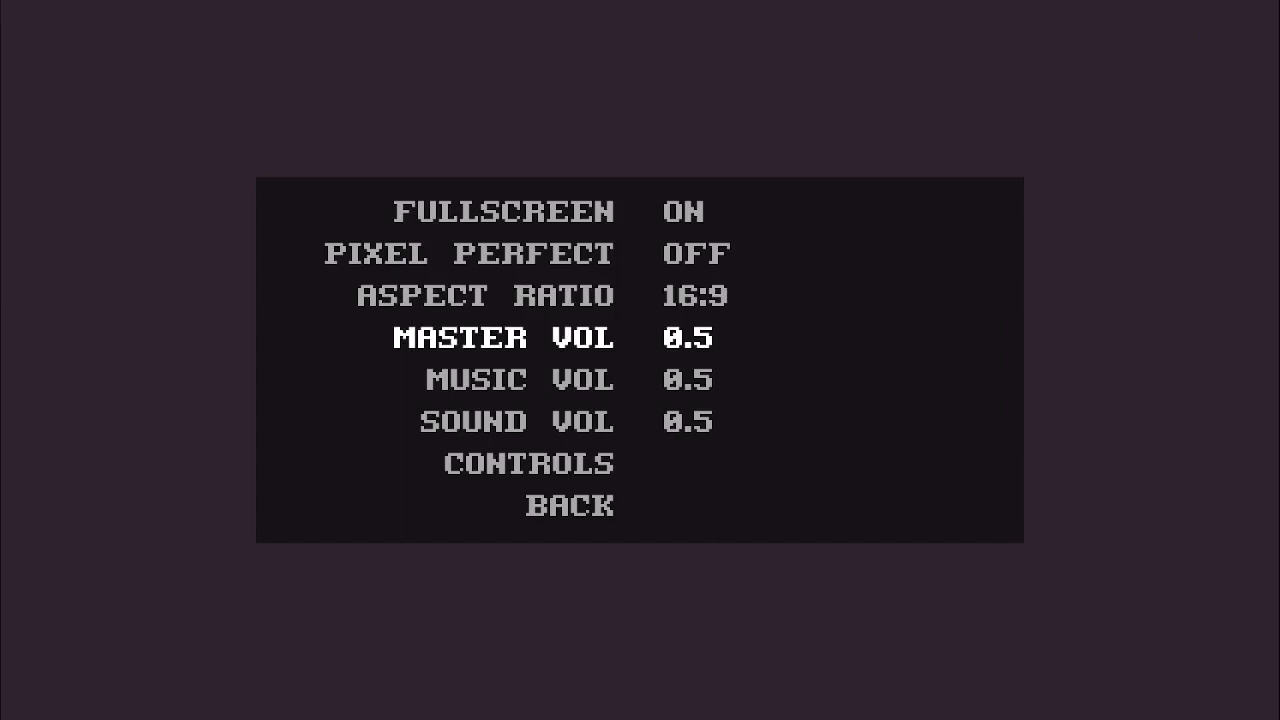 FULLSCREEN ON
PIXEL PERFECT OFF
ASPECT RATIO 16:9
MASTER VOL 0.5
MUSIC VOL 0.5
SOUND VOL 0.5
CONTROLS
BACK